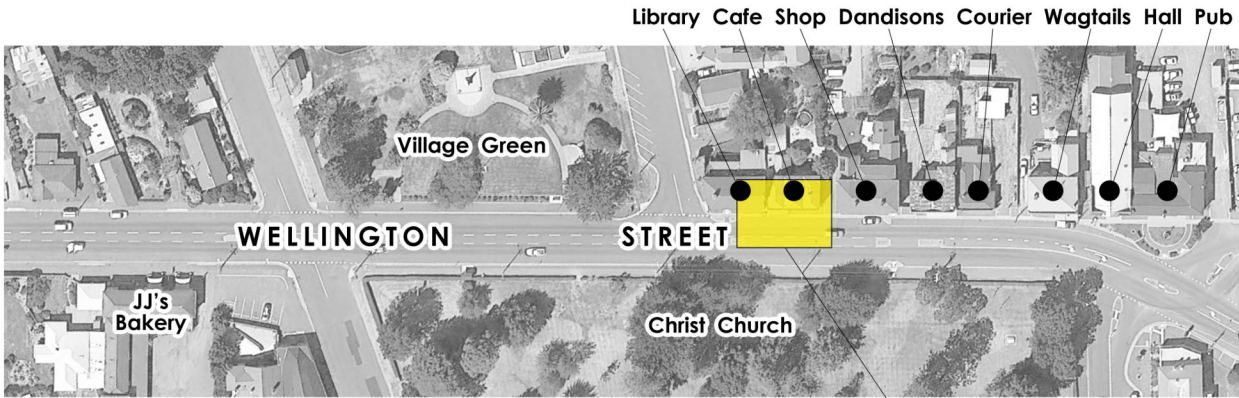 Library Cafe Shop Dandisons Courier Wagtails Hall Pub
Village Green
WELLINGTON STREET
JJ's
Bakery
Christ Church